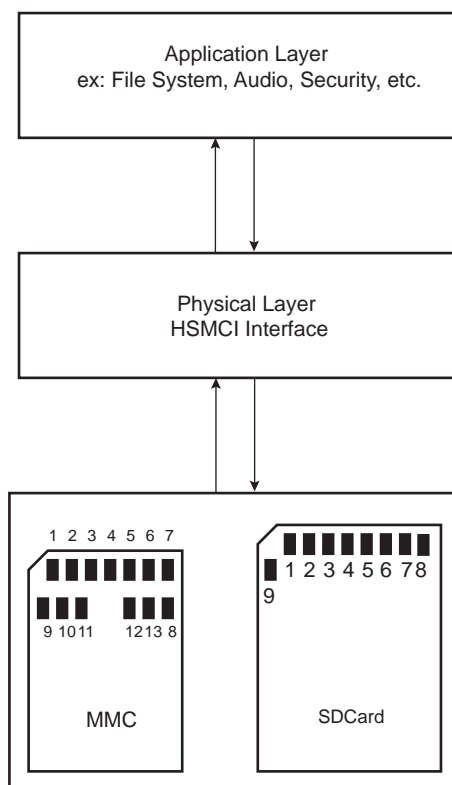 Application Layer
ex: File System, Audio, Security, etc.
Physical Layer
HSMCI Interface
1 2 3 4 5 6 7
9 10 11 12 13 8
MMC
1 2 3 4 5 6 7 8
9
SDCard